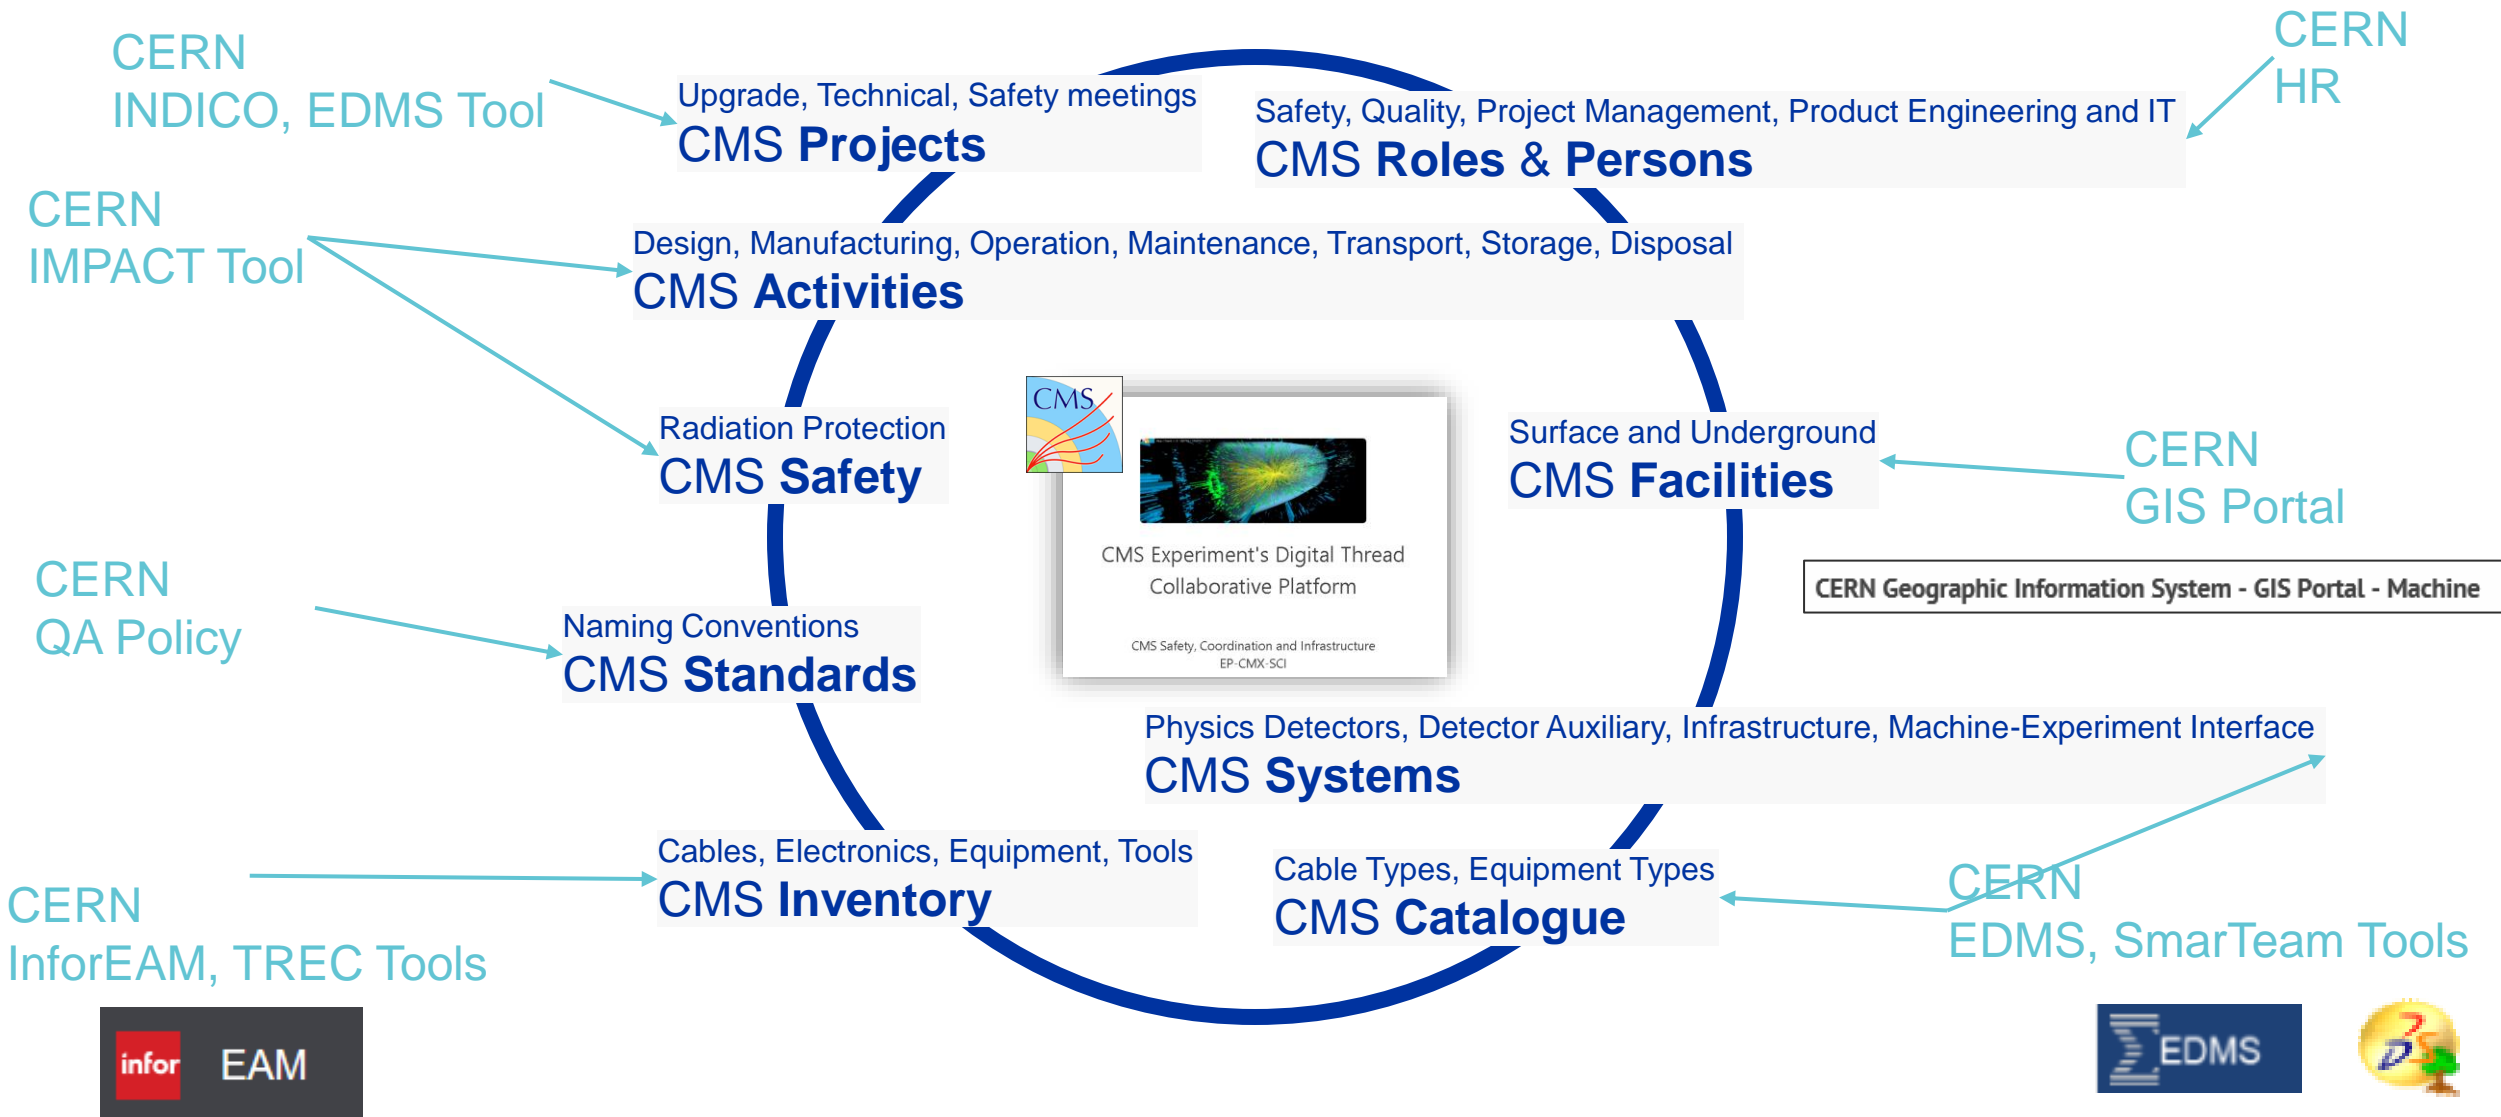 CERN
INDICO, EDMS Tool
CERN
HR
Upgrade, Technical, Safety meetings
CMS Projects
Safety, Quality, Project Management, Product Engineering and IT
CMS Roles & Persons
CERN
IMPACT Tool
Design, Manufacturing, Operation, Maintenance, Transport, Storage, Disposal
CMS Activities
CMS
Radiation Protection
CMS Safety
Surface and Underground
CMS Facilities
CERN
GIS Portal
CMS Experiment's Digital Thread
Collaborative Platform
CMS Safety, Coordination and Infrastructure
EP-CMX-SCI
CERN Geographic Information System - GIS Portal - Machine
CERN
QA Policy
Naming Conventions
CMS Standards
Physics Detectors, Detector Auxiliary, Infrastructure, Machine-Experiment Interface
CMS Systems
Cables, Electronics, Equipment, Tools
CMS Inventory
Cable Types, Equipment Types
CMS Catalogue
CERN
InforEAM, TREC Tools
CERN
EDMS, SmarTeam Tools
infor EAM
EDMS